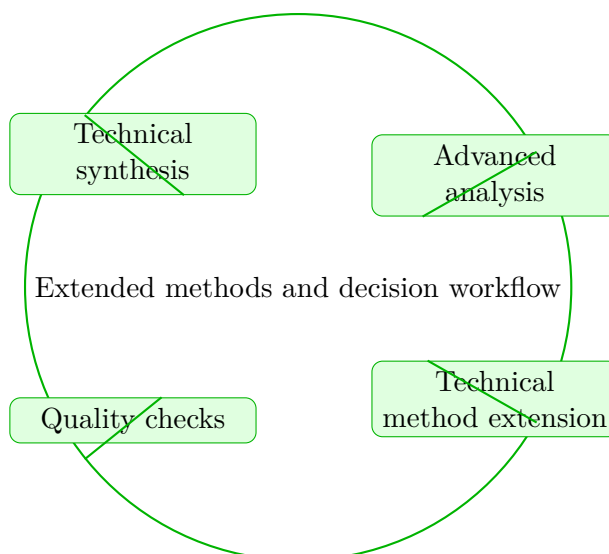 Technical
synthesis
Advanced
analysis
Extended methods and decision workflow
Technical
method extension
Quality checks